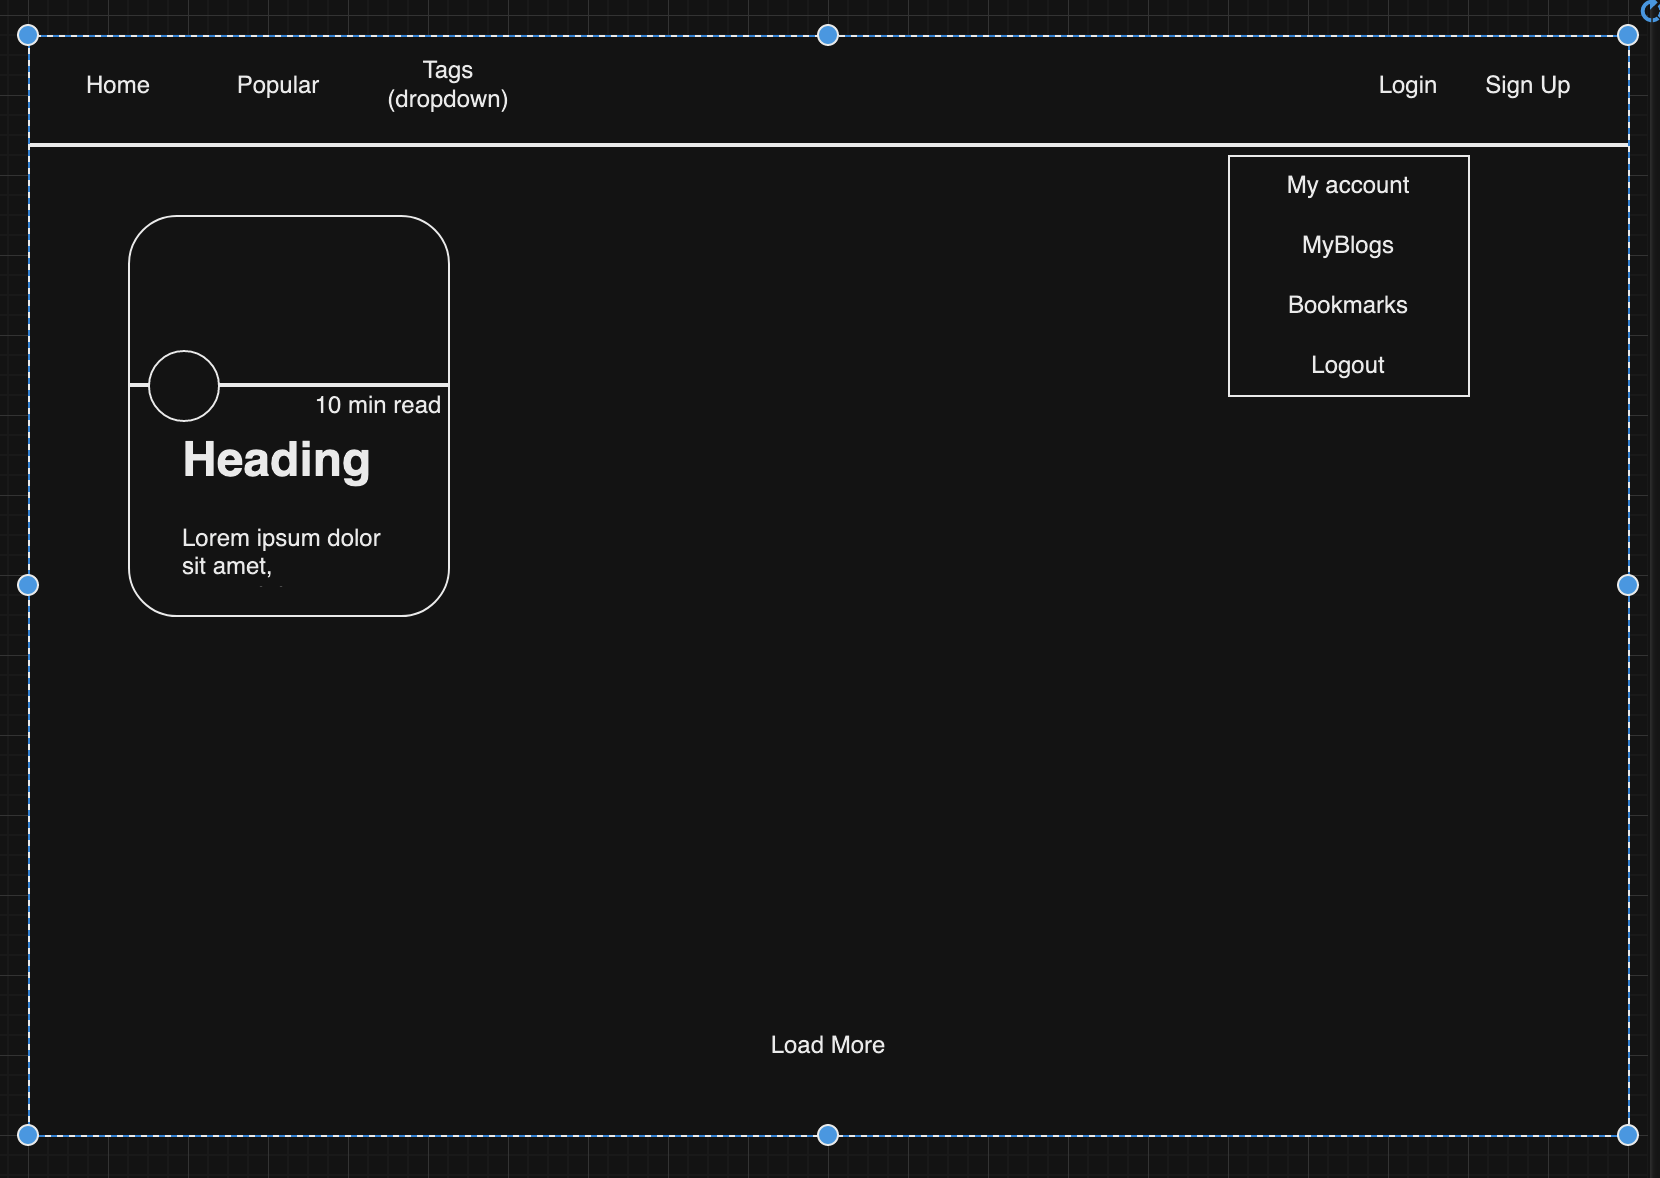 Home
Popular
Tags
(dropdown)
Login
Sign Up
My account
MyBlogs
Bookmarks
Logout
10 min read
Heading
Lorem ipsum dolor
sit amet,
Load More